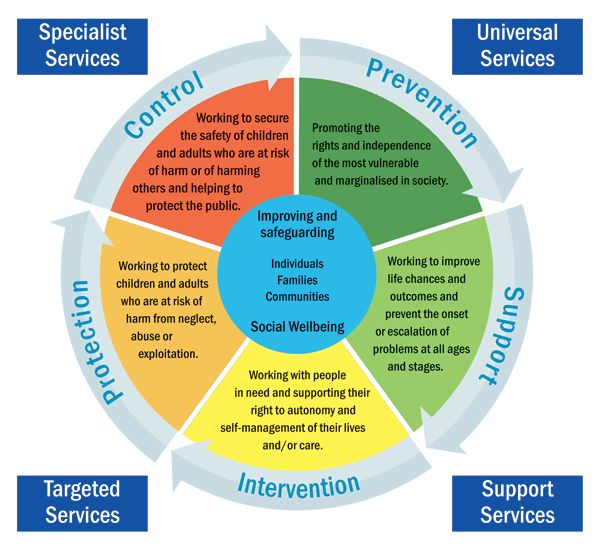 Specialist
Services
Universal
Services
Control
Working to secure
the safety of children
and adults who are at risk
of harm or of harming
others and helping to
protect the public.
Prevention
Promoting the
rights and independence
of the most vulnerable
and marginalised in society.
Improving and
safeguarding
Individuals
Families
Communities
Social Wellbeing
Support
Working to improve
life chances and
outcomes and
prevent the onset
or escalation of
problems at all ages
and stages.
Protection
Working to protect
children and adults
who are at risk of
harm from neglect,
abuse or
exploitation.
Working with people
in need and supporting their
right to autonomy and
self-management of their lives
and/or care.
Intervention
Targeted
Services
Support
Services